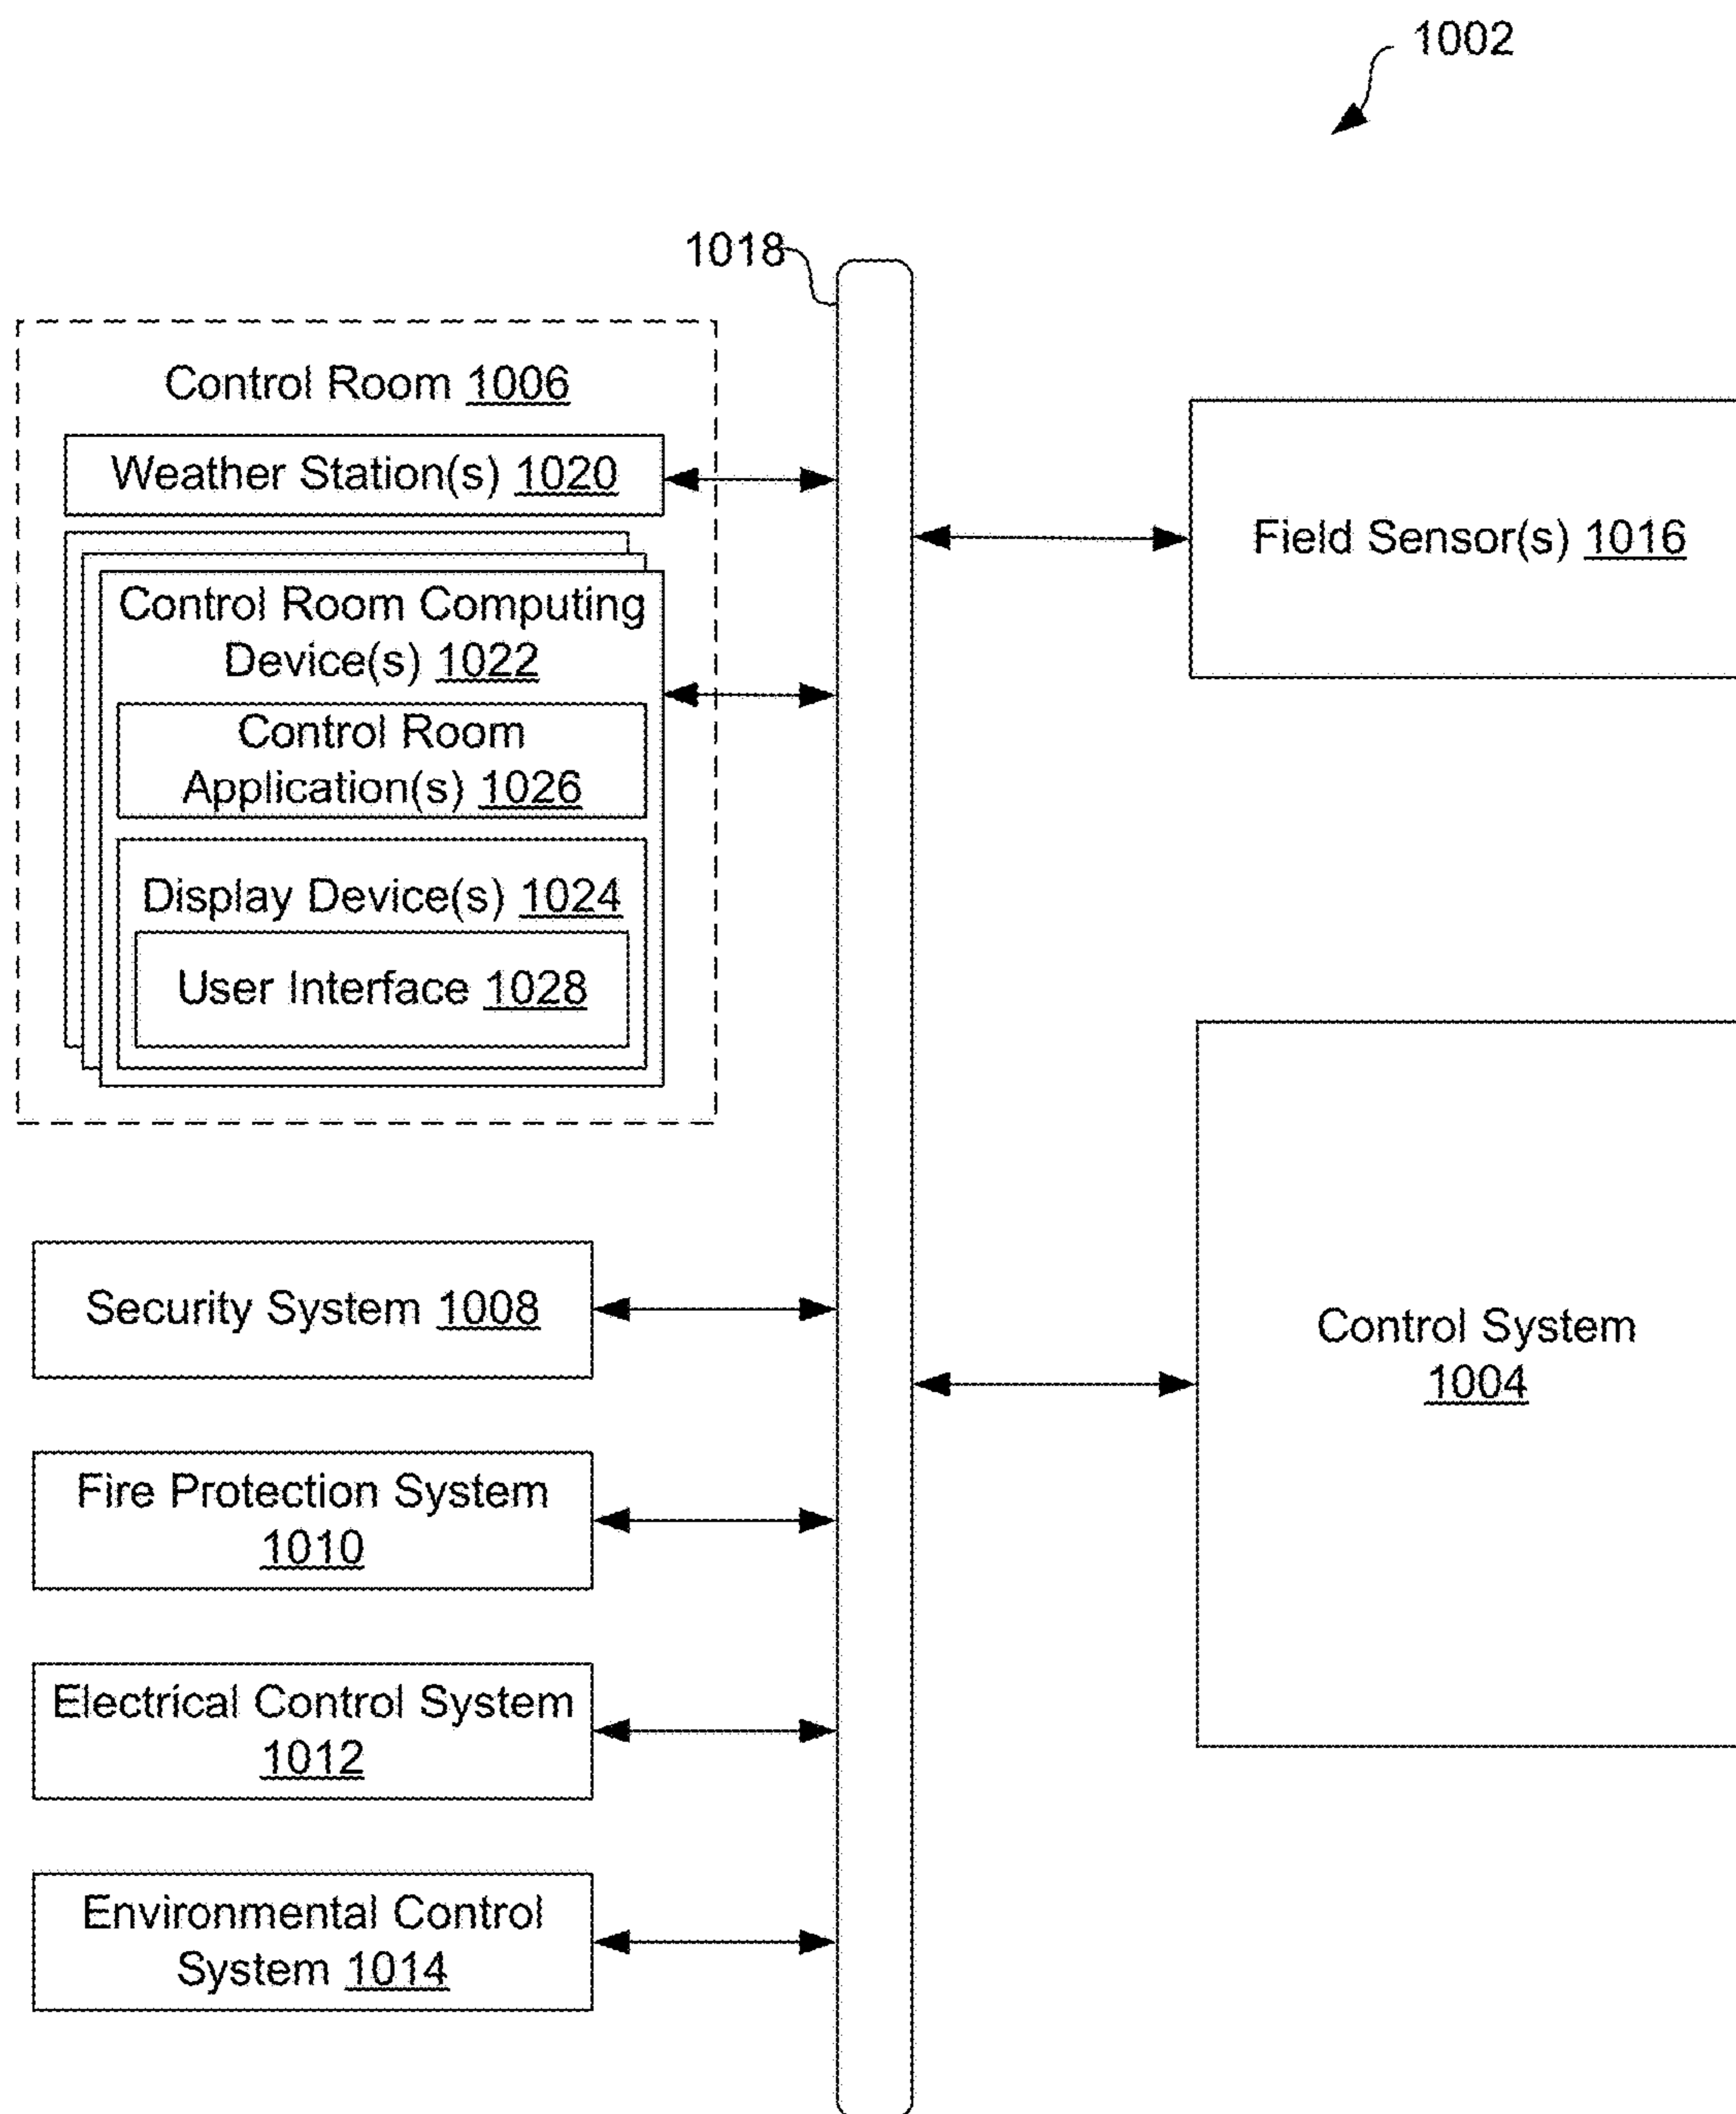 1002
1018
Control Room 1006
Weather Station(s) 1020
Control Room Computing
Device(s) 1022
Control Room
Application(s) 1026
Display Device(s) 1024
User Interface 1028
Field Sensor(s) 1016
Security System 1008
Fire Protection System
1010
Electrical Control System
1012
Environmental Control
System 1014
Control System
1004